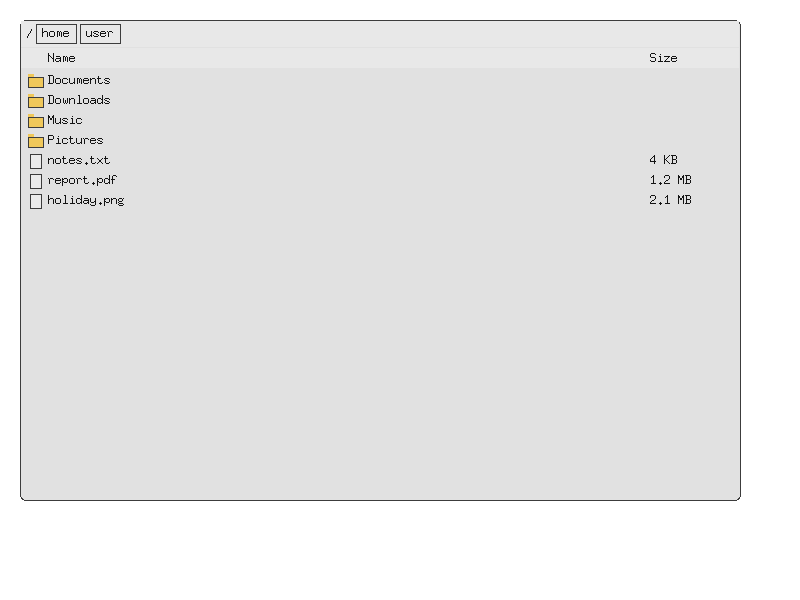 / home user
Name Size
Documents
Downloads
Music
Pictures
notes.txt 4 KB
report.pdf 1.2 MB
holiday.png 2.1 MB